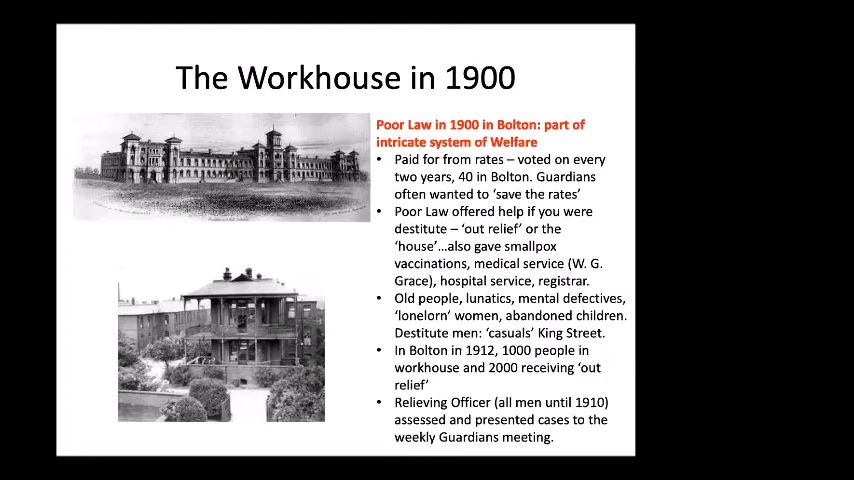 The Workhouse in 1900
Poor Law in 1900 in Bolton: part of
intricate system of Welfare
• Paid for from rates – voted on every
two years, 40 in Bolton. Guardians
often wanted to ‘save the rates’
• Poor Law offered help if you were
destitute – ‘out relief’ or the
‘house’…also gave smallpox
vaccinations, medical service (W. G.
Grace), hospital service, registrar.
• Old people, lunatics, mental defectives,
‘lonelorn’ women, abandoned children.
Destitute men: ‘casuals’ King Street.
• In Bolton in 1912, 1000 people in
workhouse and 2000 receiving ‘out
relief’
• Relieving Officer (all men until 1910)
assessed and presented cases to the
weekly Guardians meeting.